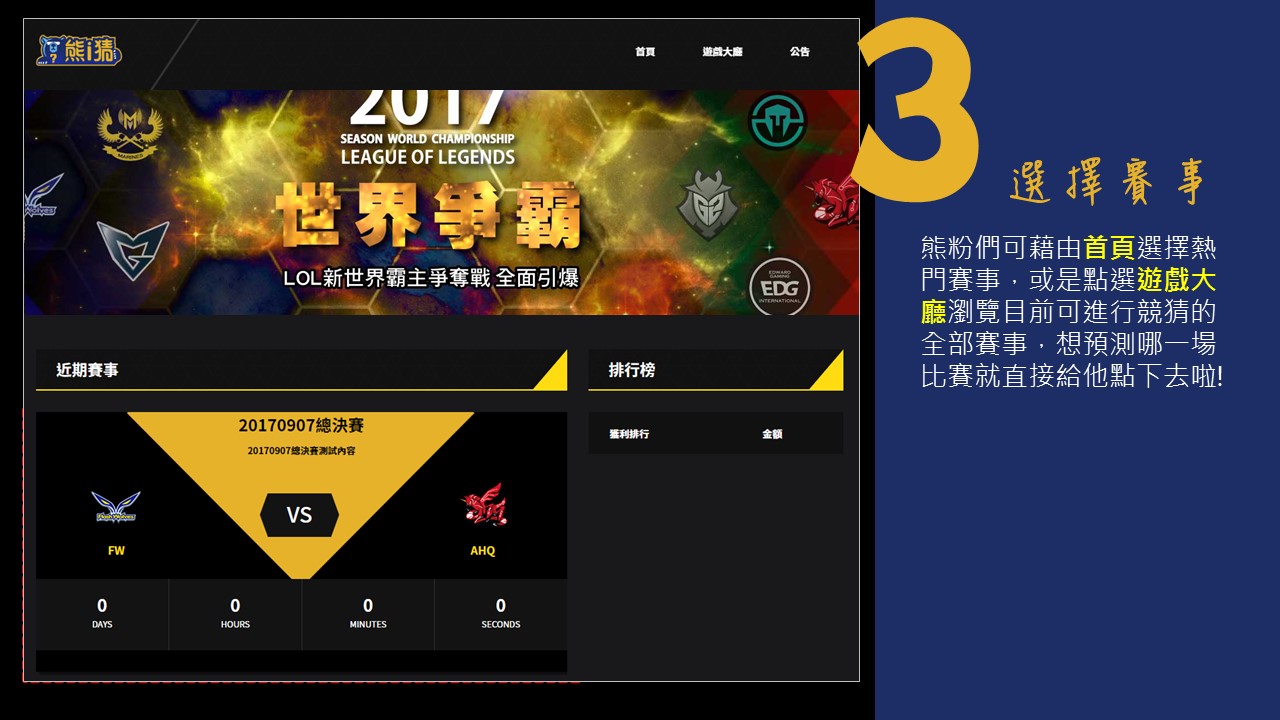 熊i猜
首頁 遊戲大廳 公告
2017
SEASON WORLD CHAMPIONSHIP
LEAGUE OF LEGENDS
世界爭霸
LOL新世界霸主爭奪戰 全面引爆
MARINES
Wolves
G2
EDWARD
GAMING
EDG
INTERNATIONAL
近期賽事
20170907總決賽
20170907總決賽測試內容
VS
FW
AHQ
0 0 0 0
DAYS HOURS MINUTES SECONDS
排行榜
獲利排行 金額
3
選擇賽事
熊粉們可藉由首頁選擇熱
門賽事，或是點選遊戲大
廳瀏覽目前可進行競猜的
全部賽事，想預測哪一場
比賽就直接給他點下去啦!